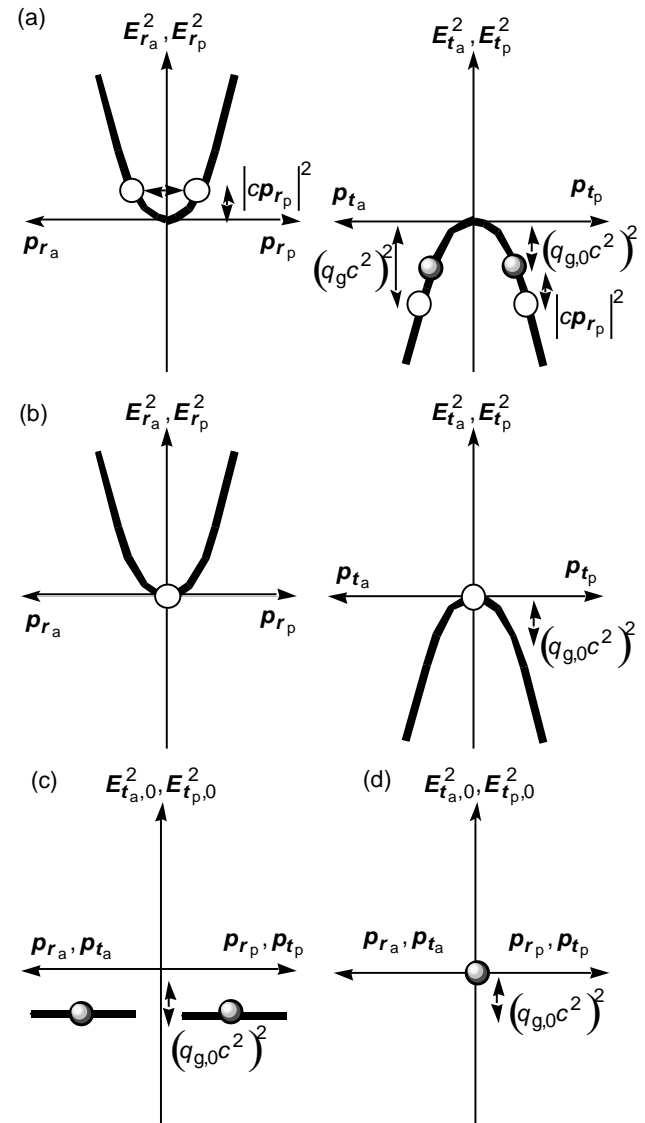 (a)
E_{r_a}^2, E_{r_p}^2
E_{t_a}^2, E_{t_p}^2
|cp_{r_p}|^2
p_{r_a}
p_{r_p}
p_{t_a}
p_{t_p}
(q_g c^2)^2
(q_{g,0} c^2)^2
|cp_{r_p}|^2
(b)
E_{r_a}^2, E_{r_p}^2
E_{t_a}^2, E_{t_p}^2
p_{r_a}
p_{r_p}
p_{t_a}
p_{t_p}
(q_{g,0} c^2)^2
(c)
E_{t_a,0}^2, E_{t_p,0}^2
(d)
E_{t_a,0}^2, E_{t_p,0}^2
p_{r_a}, p_{t_a}
p_{r_p}, p_{t_p}
p_{r_a}, p_{t_a}
p_{r_p}, p_{t_p}
(q_{g,0} c^2)^2
(q_{g,0} c^2)^2